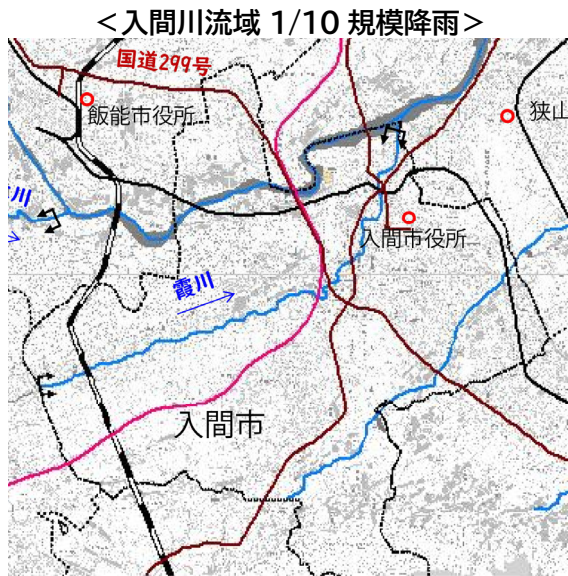 ＜入間川流域 1/10 規模降雨＞
国道299号
飯能市役所
狭山
川
入間市役所
霞川
入間市